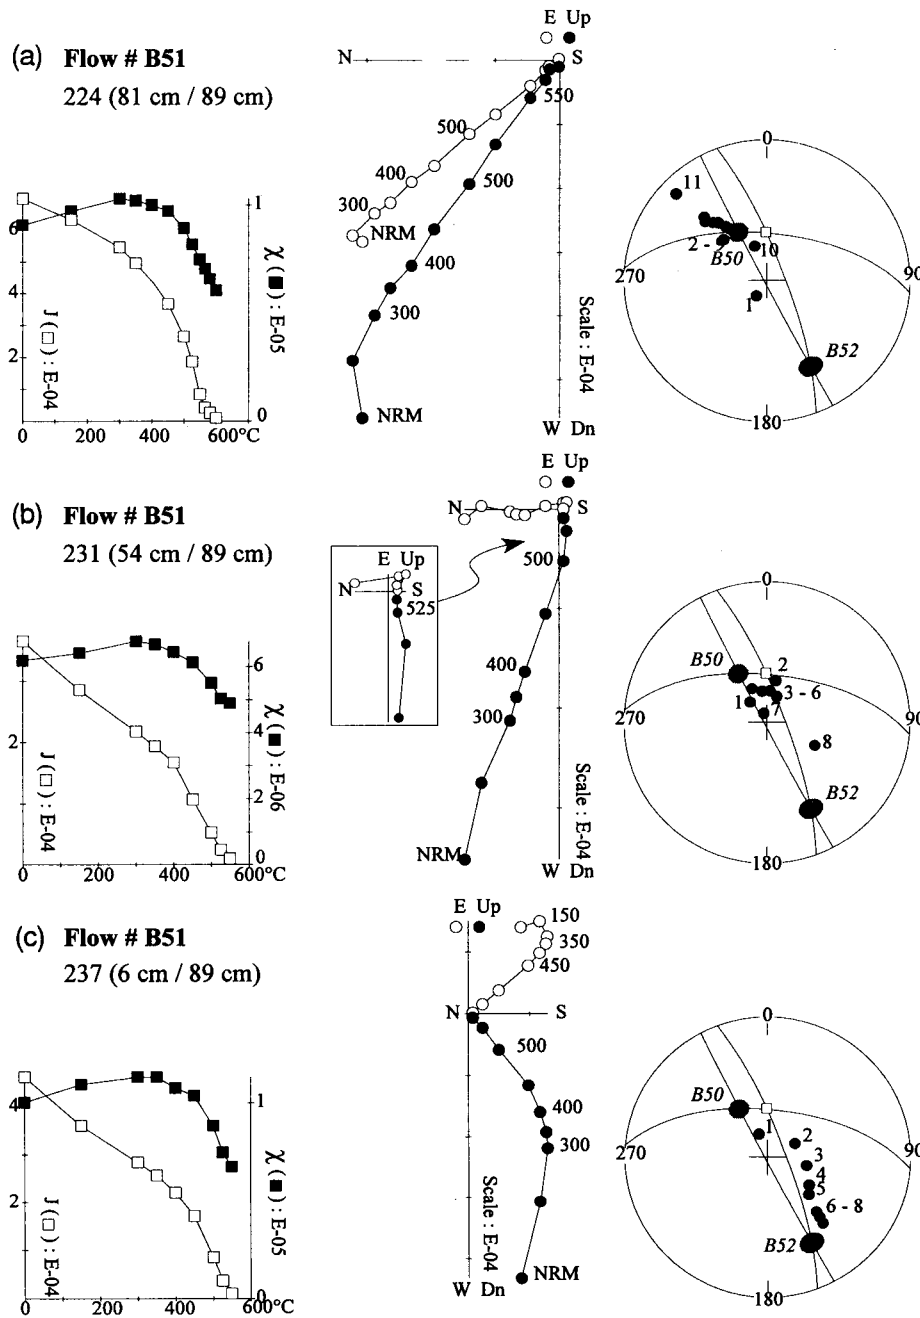 (a) Flow # B51
224 (81 cm / 89 cm)
6
4
2
J (□) : E-04
1
0
χ (■) : E-05
0 200 400 600°C
E Up
N S
550
500
500
400
400
300
300
NRM
NRM
Scale : E-04
W Dn
0
11
2 - 9
B50
10
270
90
1
B52
180
(b) Flow # B51
231 (54 cm / 89 cm)
2
J (□) : E-04
6
4
2
0
χ (■) : E-06
0 200 400 600°C
E Up
N S
525
E Up
N S
500
400
300
NRM
Scale : E-04
W Dn
0
B50
2
3 - 6
1
7
270
90
8
B52
180
(c) Flow # B51
237 (6 cm / 89 cm)
4
2
J (□) : E-04
1
0
χ (■) : E-05
0 200 400 600°C
E Up
150
350
450
N S
500
400
300
NRM
Scale : E-04
W Dn
0
B50
1
2
3
4
5
6 - 8
270
90
B52
180